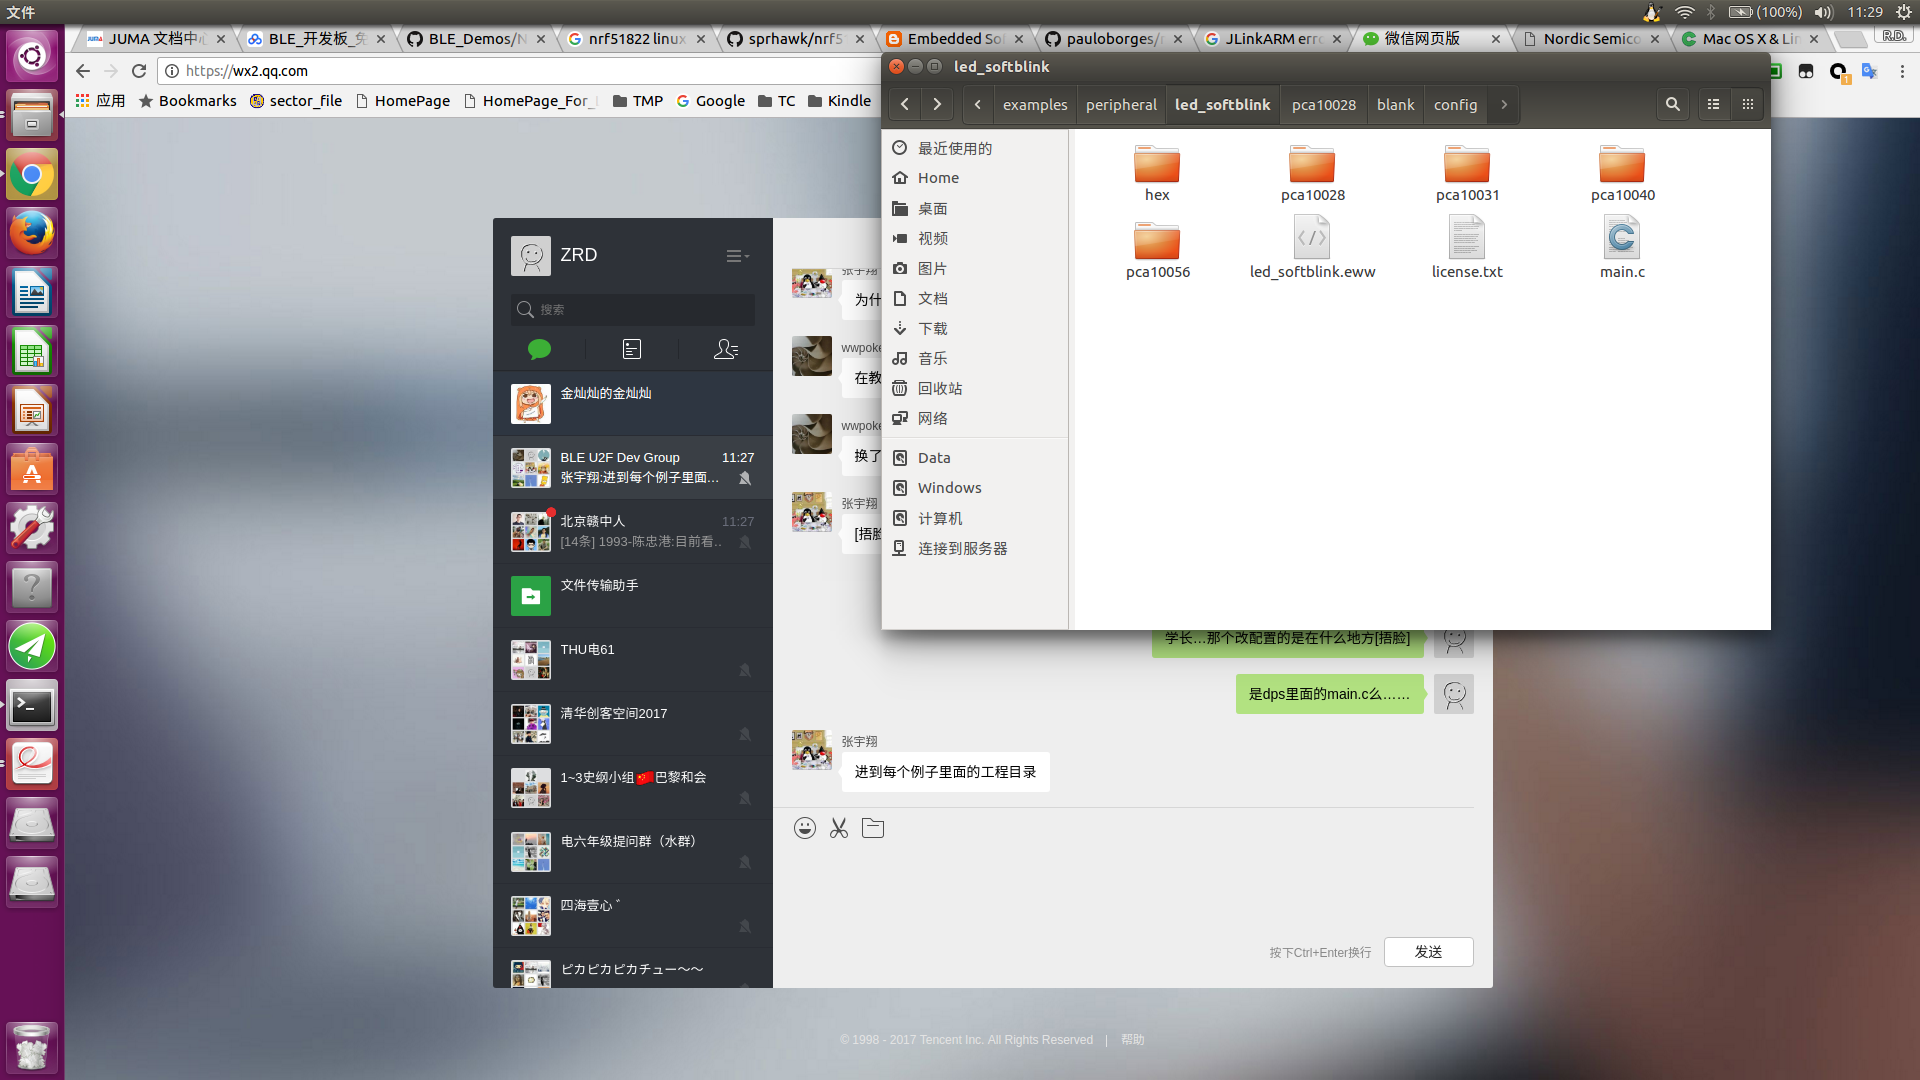 文件
(100%)
11:29
JUMA 文档中心
BLE_开发板_免
BLE_Demos/N
nrf51822 linux
sprhawk/nrf5
Embedded So
pauloborges/
JLinkARM erro
微信网页版
Nordic Semico
Mac OS X & Lin
R.D.
https://wx2.qq.com
应用
Bookmarks
sector_file
HomePage
HomePage_For_
TMP
Google
TC
Kindle
led_softblink
examples
peripheral
led_softblink
pca10028
blank
config
最近使用的
Home
桌面
视频
图片
文档
下载
音乐
回收站
网络
Data
Windows
计算机
连接到服务器
hex
pca10028
pca10031
pca10040
pca10056
led_softblink.eww
license.txt
main.c
ZRD
搜索
金灿灿的金灿灿
BLE U2F Dev Group
11:27
张宇翔:进到每个例子里面...
北京赣中人
11:27
[14条] 1993-陈忠港:目前看..
文件传输助手
THU电61
清华创客空间2017
1~3史纲小组🇨🇳巴黎和会
电六年级提问群（水群）
四海壹心 ﾞ
ピカピカピカチュー～～
张宇翔
为什
wwpoke
在教
wwpoke
换了
张宇翔
[捂脸
学长...那个改配置的是在什么地方[捂脸]
是dps里面的main.c么......
张宇翔
进到每个例子里面的工程目录
按下Ctrl+Enter换行
发送
© 1998 - 2017 Tencent Inc. All Rights Reserved | 帮助